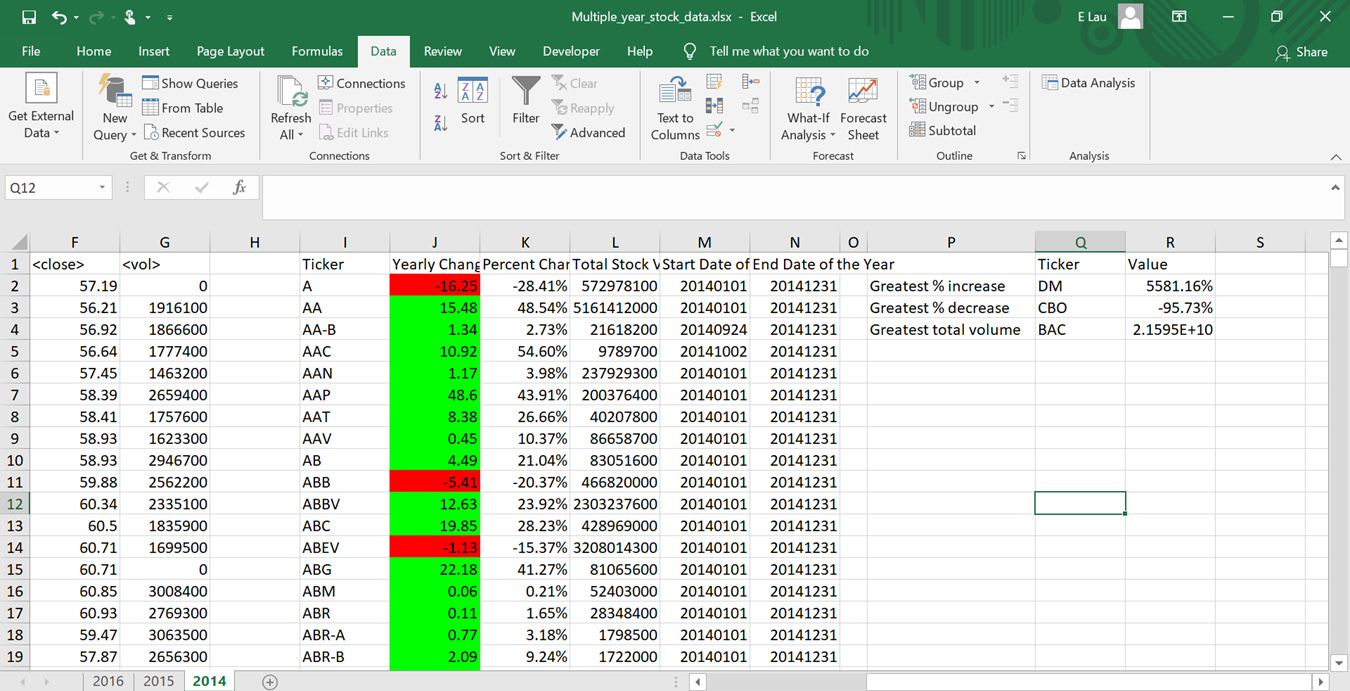 Multiple_year_stock_data.xlsx - Excel
E Lau
File Home Insert Page Layout Formulas Data Review View Developer Help Tell me what you want to do
Share
Get External Data
New Query
Show Queries
From Table
Recent Sources
Get & Transform
Refresh All
Connections
Properties
Edit Links
Connections
Sort
Filter
Clear
Reapply
Advanced
Sort & Filter
Text to Columns
Data Tools
What-If Analysis
Forecast Sheet
Forecast
Group
Ungroup
Subtotal
Outline
Data Analysis
Analysis
Q12
fx
F G H I J K L M N O P Q R S
1 <close> <vol> Ticker Yearly Chang Percent Char Total Stock V Start Date of End Date of the Year Ticker Value
2 57.19 0 A -16.25 -28.41% 572978100 20140101 20141231 Greatest % increase DM 5581.16%
3 56.21 1916100 AA 15.48 48.54% 5161412000 20140101 20141231 Greatest % decrease CBO -95.73%
4 56.92 1866600 AA-B 1.34 2.73% 21618200 20140924 20141231 Greatest total volume BAC 2.1595E+10
5 56.64 1777400 AAC 10.92 54.60% 9789700 20141002 20141231
6 57.45 1463200 AAN 1.17 3.98% 237929300 20140101 20141231
7 58.39 2659400 AAP 48.6 43.91% 200376400 20140101 20141231
8 58.41 1757600 AAT 8.38 26.66% 40207800 20140101 20141231
9 58.93 1623300 AAV 0.45 10.37% 86658700 20140101 20141231
10 58.93 2946700 AB 4.49 21.04% 83051600 20140101 20141231
11 59.88 2562200 ABB -5.41 -20.37% 466820000 20140101 20141231
12 60.34 2335100 ABBV 12.63 23.92% 2303237600 20140101 20141231
13 60.5 1835900 ABC 19.85 28.23% 428969000 20140101 20141231
14 60.71 1699500 ABEV -1.13 -15.37% 3208014300 20140101 20141231
15 60.71 0 ABG 22.18 41.27% 81065600 20140101 20141231
16 60.85 3008400 ABM 0.06 0.21% 52403000 20140101 20141231
17 60.93 2769300 ABR 0.11 1.65% 28348400 20140101 20141231
18 59.47 3063500 ABR-A 0.77 3.18% 1798500 20140101 20141231
19 57.87 2656300 ABR-B 2.09 9.24% 1722000 20140101 20141231
2016 2015 2014